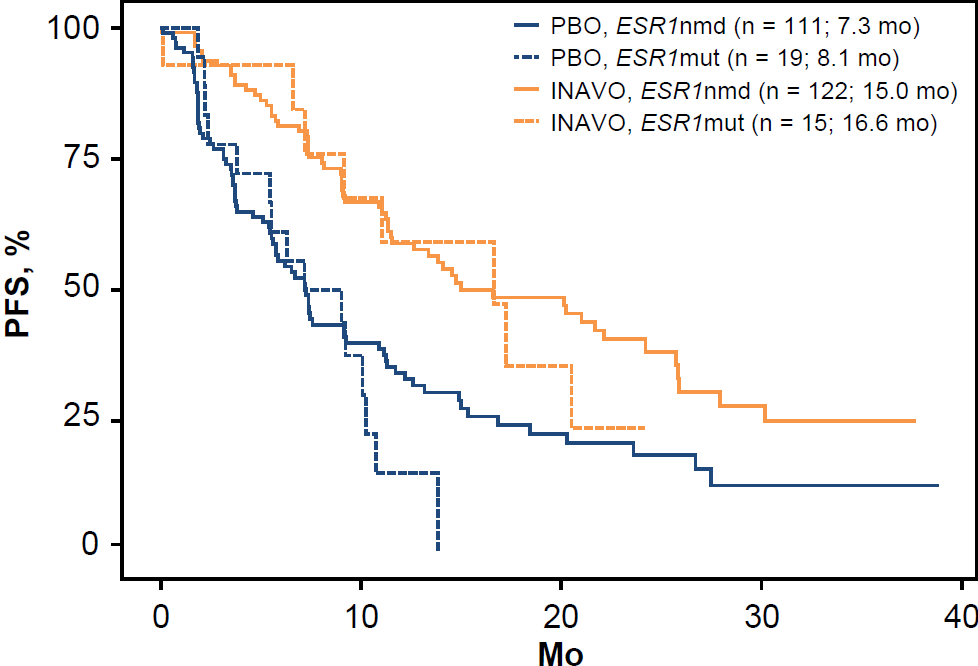 PBO, ESR1nmd (n = 111; 7.3 mo)
PBO, ESR1mut (n = 19; 8.1 mo)
INAVO, ESR1nmd (n = 122; 15.0 mo)
INAVO, ESR1mut (n = 15; 16.6 mo)
PFS, %
100
75
50
25
0
0 10 20 30 40
Mo